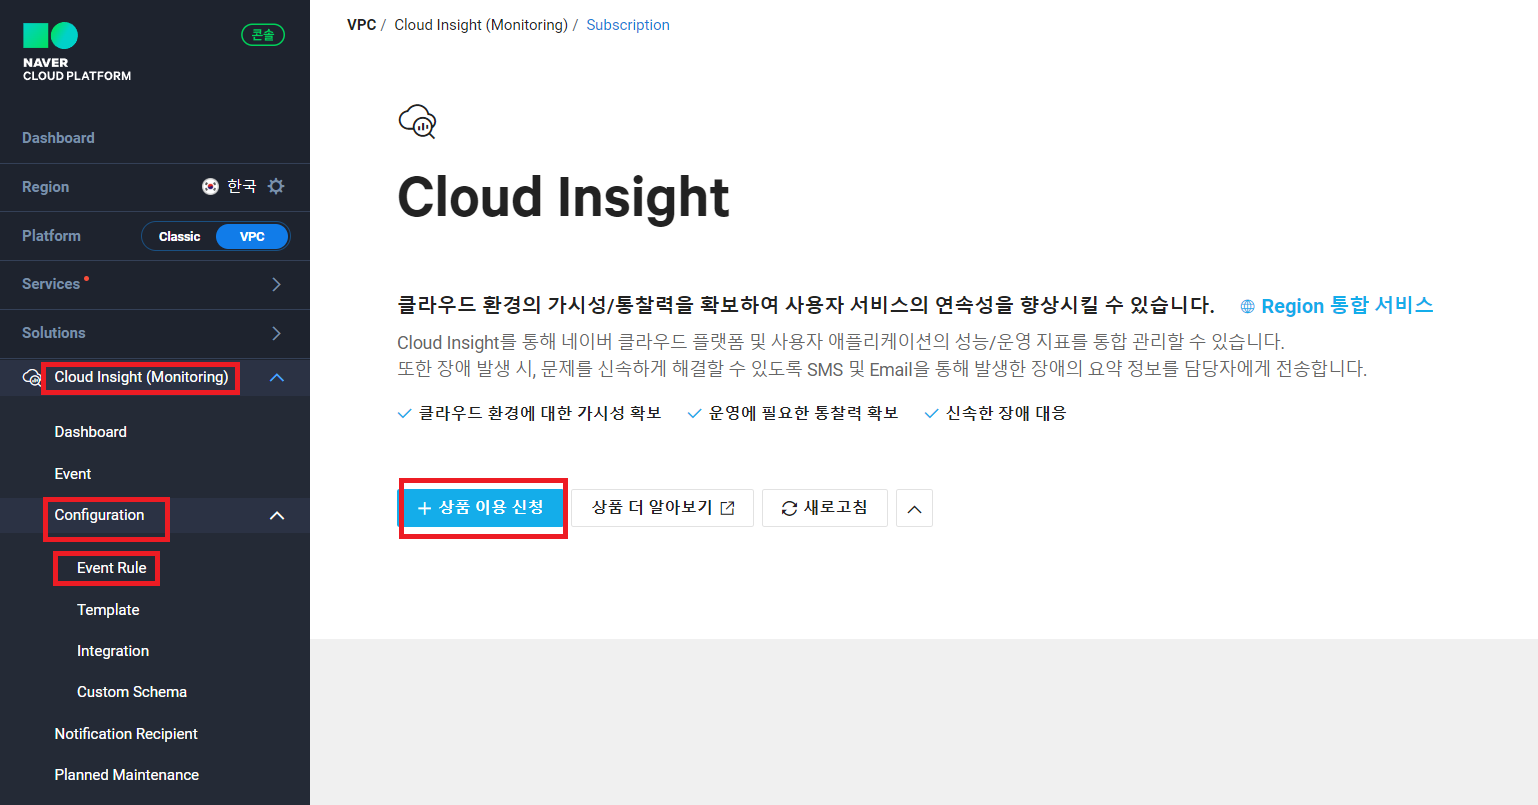 NAVER
CLOUD PLATFORM
콘솔
Dashboard
Region 한국
Platform Classic VPC
Services
Solutions
Cloud Insight (Monitoring)
Dashboard
Event
Configuration
Event Rule
Template
Integration
Custom Schema
Notification Recipient
Planned Maintenance
VPC / Cloud Insight (Monitoring) / Subscription
Cloud Insight
클라우드 환경의 가시성/통찰력을 확보하여 사용자 서비스의 연속성을 향상시킬 수 있습니다. Region 통합 서비스
Cloud Insight를 통해 네이버 클라우드 플랫폼 및 사용자 애플리케이션의 성능/운영 지표를 통합 관리할 수 있습니다.
또한 장애 발생 시, 문제를 신속하게 해결할 수 있도록 SMS 및 Email을 통해 발생한 장애의 요약 정보를 담당자에게 전송합니다.
클라우드 환경에 대한 가시성 확보 운영에 필요한 통찰력 확보 신속한 장애 대응
+ 상품 이용 신청 상품 더 알아보기 새로고침